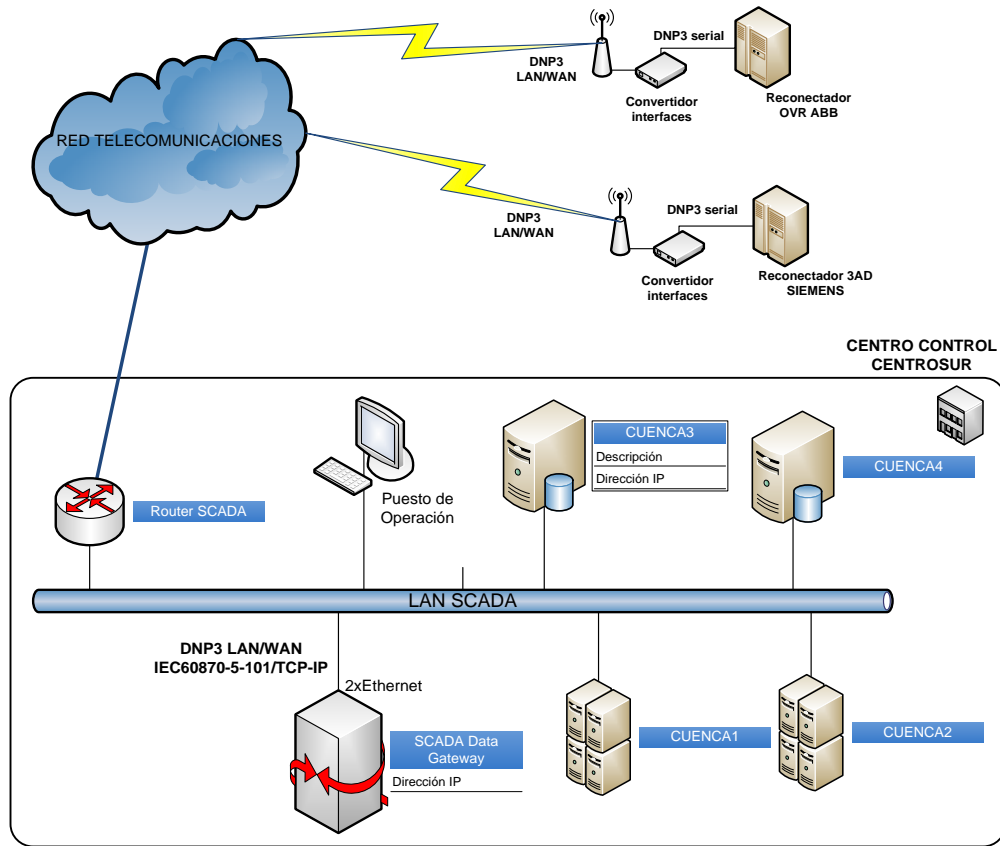 DNP3
LAN/WAN
DNP3 serial
Convertidor
interfaces
Reconectador
OVR ABB
RED TELECOMUNICACIONES
DNP3
LAN/WAN
DNP3 serial
Convertidor
interfaces
Reconectador 3AD
SIEMENS
CENTRO CONTROL
CENTROSUR
Router SCADA
Puesto de
Operación
CUENCA3
Descripción
Dirección IP
CUENCA4
LAN SCADA
DNP3 LAN/WAN
IEC60870-5-101/TCP-IP
2xEthernet
SCADA Data
Gateway
Dirección IP
CUENCA1
CUENCA2